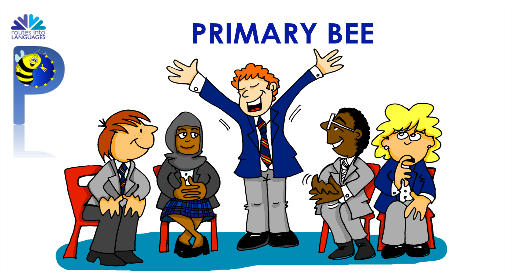 routes into
LANGUAGES
PRIMARY BEE
P